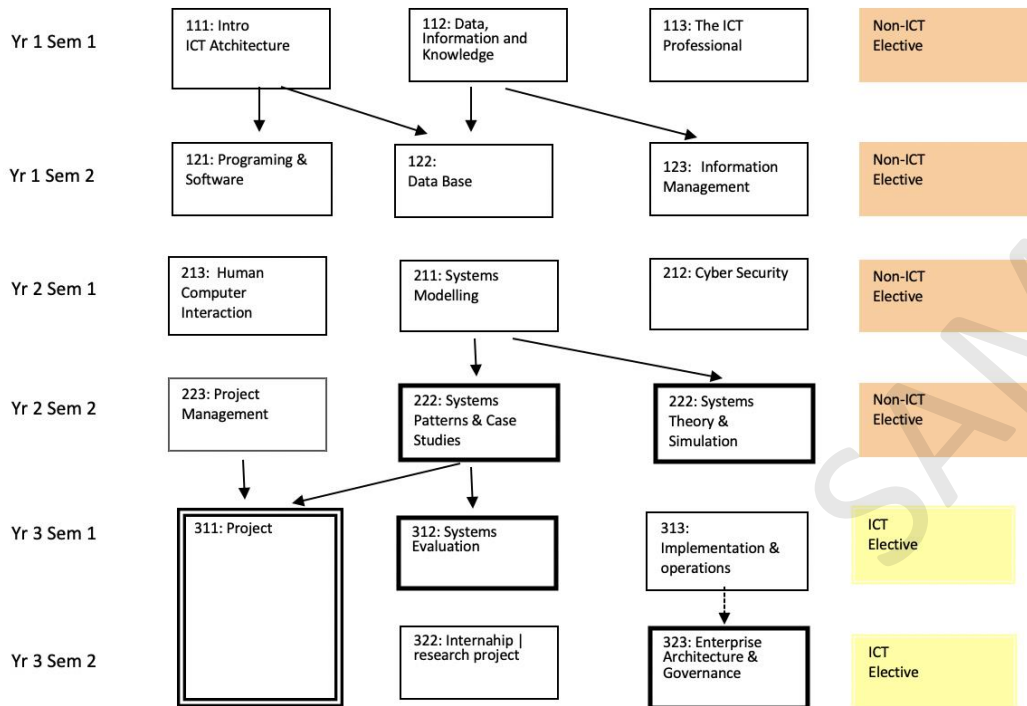 Yr 1 Sem 1
111: Intro
ICT Atchitecture
112: Data,
Information and
Knowledge
113: The ICT
Professional
Non-ICT
Elective
Yr 1 Sem 2
121: Programing &
Software
122:
Data Base
123: Information
Management
Non-ICT
Elective
Yr 2 Sem 1
213: Human
Computer
Interaction
211: Systems
Modelling
212: Cyber Security
Non-ICT
Elective
Yr 2 Sem 2
223: Project
Management
222: Systems
Patterns & Case
Studies
222: Systems
Theory &
Simulation
Non-ICT
Elective
Yr 3 Sem 1
311: Project
312: Systems
Evaluation
313:
Implementation &
operations
ICT
Elective
Yr 3 Sem 2
322: Internahip |
research project
323: Enterprise
Architecture &
Governance
ICT
Elective